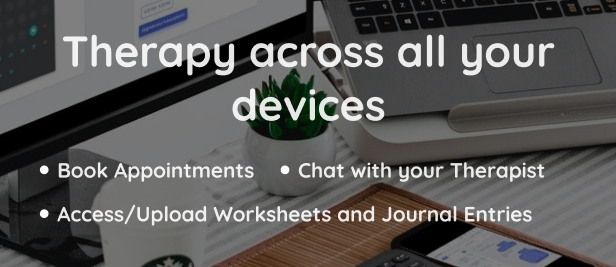 Therapy across all your
devices
• Book Appointments • Chat with your Therapist
• Access/Upload Worksheets and Journal Entries